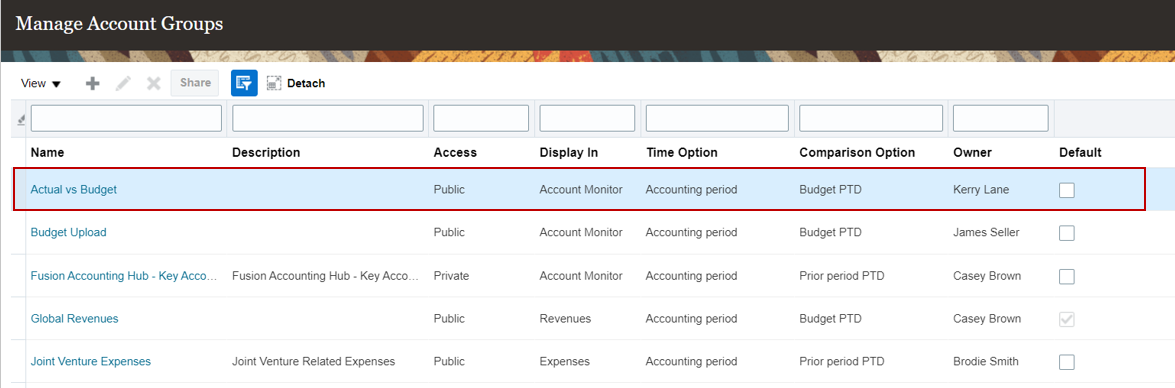 Manage Account Groups
View Share Detach
Name Description Access Display In Time Option Comparison Option Owner Default
Actual vs Budget Public Account Monitor Accounting period Budget PTD Kerry Lane
Budget Upload Public Account Monitor Accounting period Budget PTD James Seller
Fusion Accounting Hub - Key Acco... Fusion Accounting Hub - Key Acco... Private Account Monitor Accounting period Prior period PTD Casey Brown
Global Revenues Public Revenues Accounting period Budget PTD Casey Brown
Joint Venture Expenses Joint Venture Related Expenses Public Expenses Accounting period Prior period PTD Brodie Smith